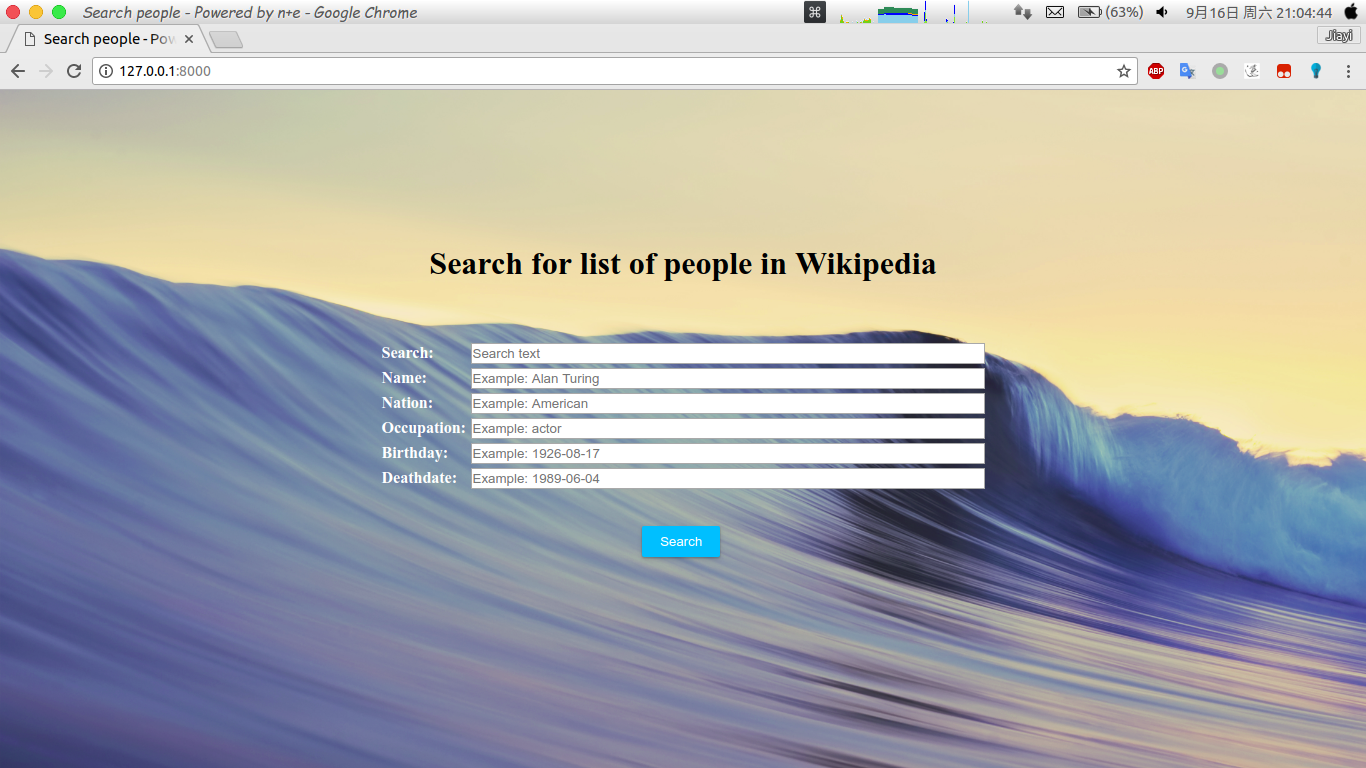 Search people - Powered by n+e - Google Chrome
(63%)
9月16日 周六 21:04:44
Search people - Pow
Jiayi
127.0.0.1:8000
ABP
Search for list of people in Wikipedia
Search: Search text
Name: Example: Alan Turing
Nation: Example: American
Occupation: Example: actor
Birthday: Example: 1926-08-17
Deathdate: Example: 1989-06-04
Search